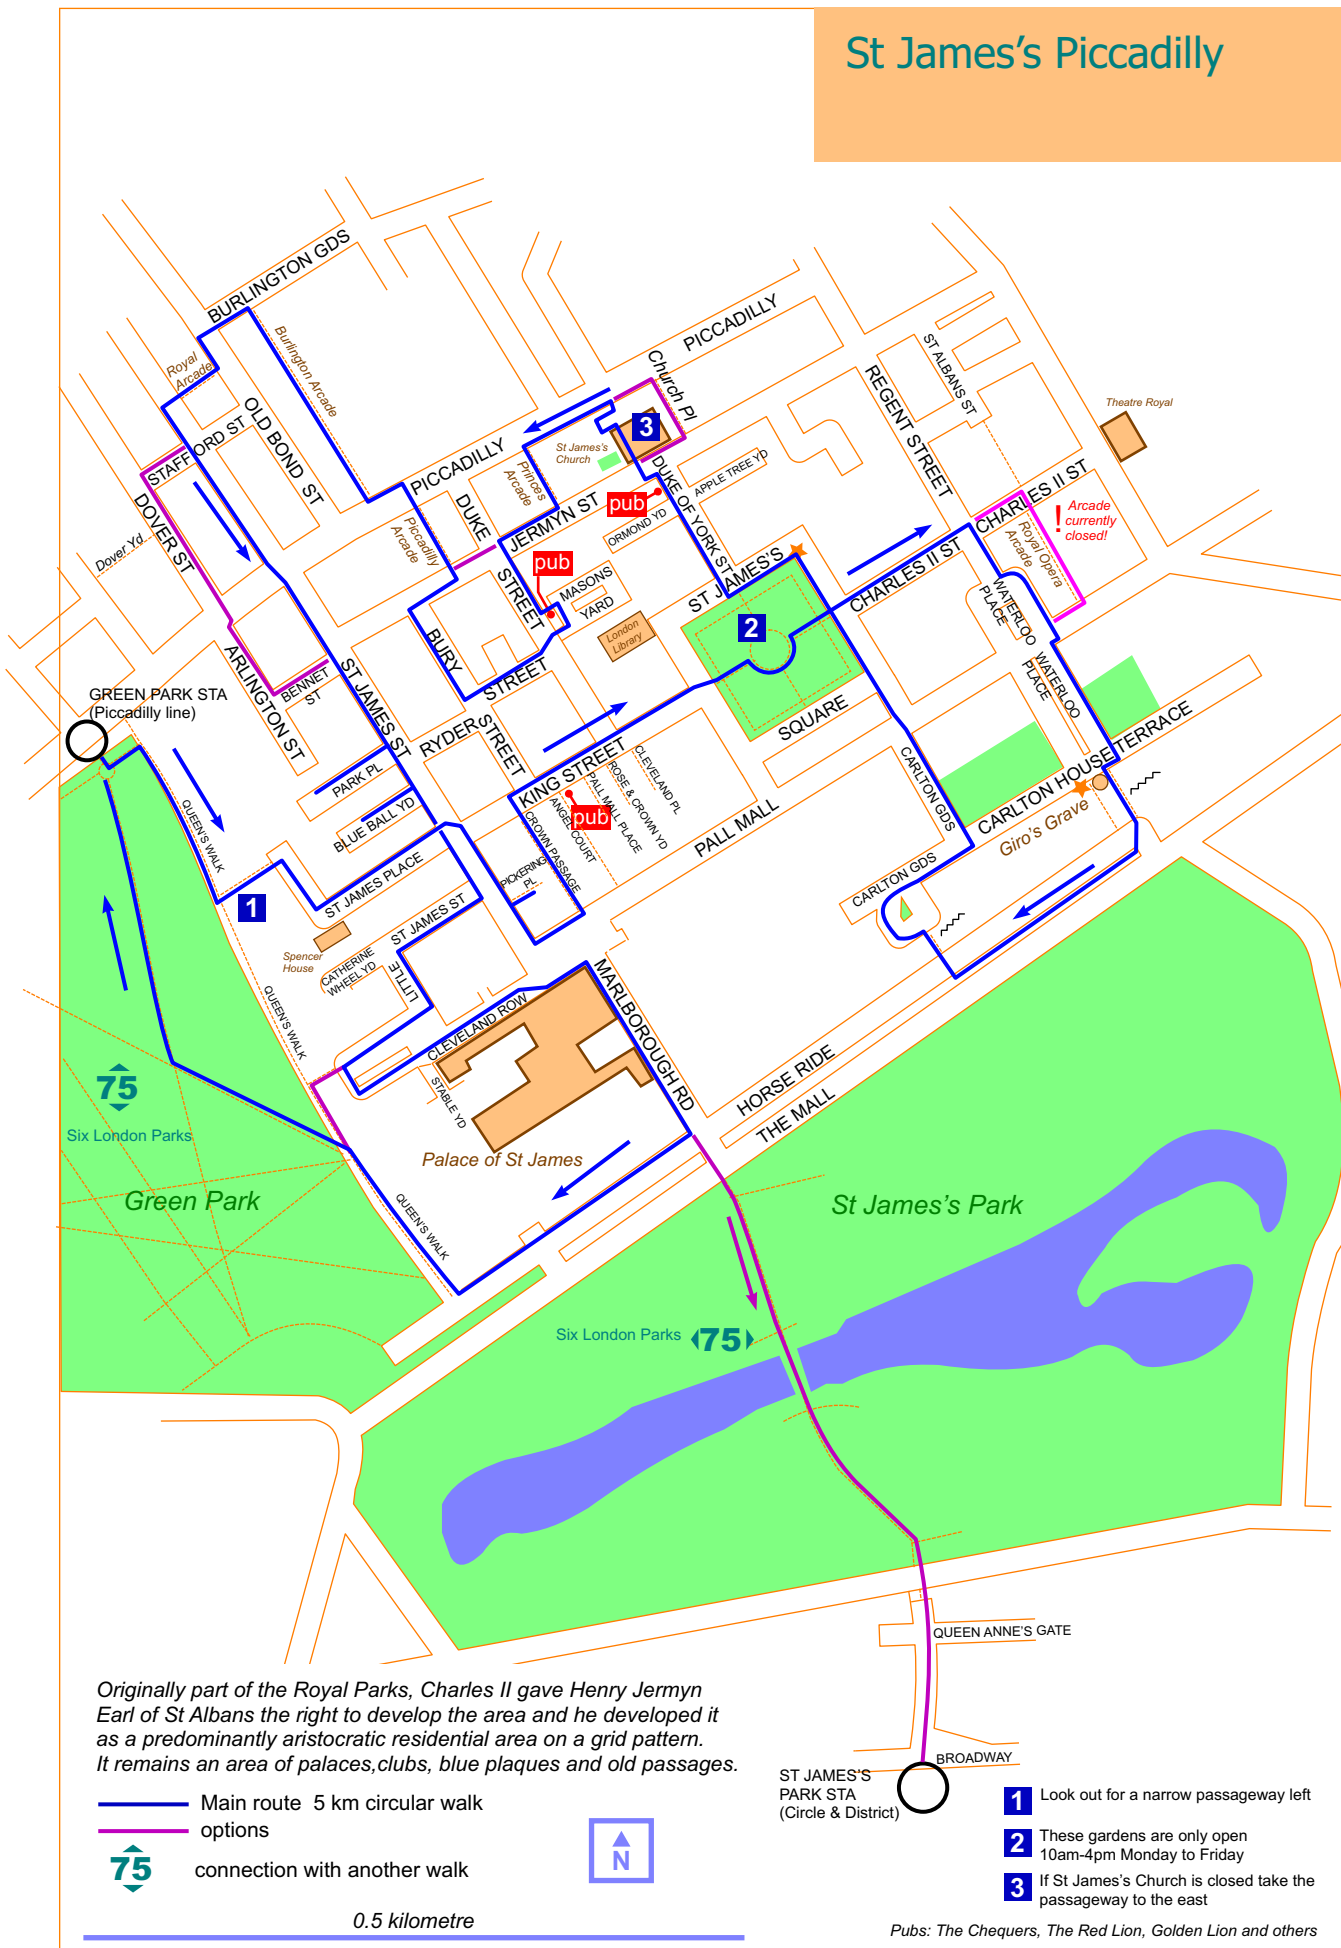 St James's Piccadilly
BURLINGTON GDS
Burlington Arcade
Royal
Arcade
PICCADILLY
Church Pl
REGENT STREET
ST ALBANS ST
Theatre Royal
OLD BOND ST
STAFF ORD ST
DOVER ST
Dover Yd
PICCADILLY
Piccadilly
Arcade
DUKE
STREET
Princes
Arcade
St James's
Church
3
JERMYN ST
pub
DUKE OF YORK ST
APPLE TREE YD
ORMOND YD
pub
MASONS
YARD
London
Library
ST JAMES'S
SQUARE
2
CHARLES II ST
CHARLES II ST
!
Arcade
currently
closed!
Royal Opera
Arcade
WATERLOO
PLACE
WATERLOO
PLACE
GREEN PARK STA
(Piccadilly line)
ARLINGTON ST
BENNET
ST
ST JAMES ST
BURY
STREET
RYDER
STREET
KING STREET
CLEVELAND PL
ROSE & CROWN YD
PALL MALL PLACE
ANGEL COURT
CROWN PASSAGE
pub
PICKERING
PL
PALL MALL
CARLTON GDS
CARLTON GDS
CARLTON HOUSE TERRACE
Giro's Grave
PARK PL
BLUE BALL YD
ST JAMES PLACE
QUEEN'S WALK
1
Spencer
House
CATHERINE
WHEEL YD
LITTLE
ST JAMES ST
QUEEN'S WALK
CLEVELAND ROW
STABLE YD
MARLBOROUGH RD
Palace of St James
QUEEN'S WALK
HORSE RIDE
THE MALL
75
Six London Parks
Green Park
St James's Park
Six London Parks
75
QUEEN ANNE'S GATE
BROADWAY
ST JAMES'S
PARK STA
(Circle & District)
Originally part of the Royal Parks, Charles II gave Henry Jermyn
Earl of St Albans the right to develop the area and he developed it
as a predominantly aristocratic residential area on a grid pattern.
It remains an area of palaces,clubs, blue plaques and old passages.
Main route 5 km circular walk
options
75
connection with another walk
N
0.5 kilometre
1 Look out for a narrow passageway left
2 These gardens are only open
10am-4pm Monday to Friday
3 If St James's Church is closed take the
passageway to the east
Pubs: The Chequers, The Red Lion, Golden Lion and others